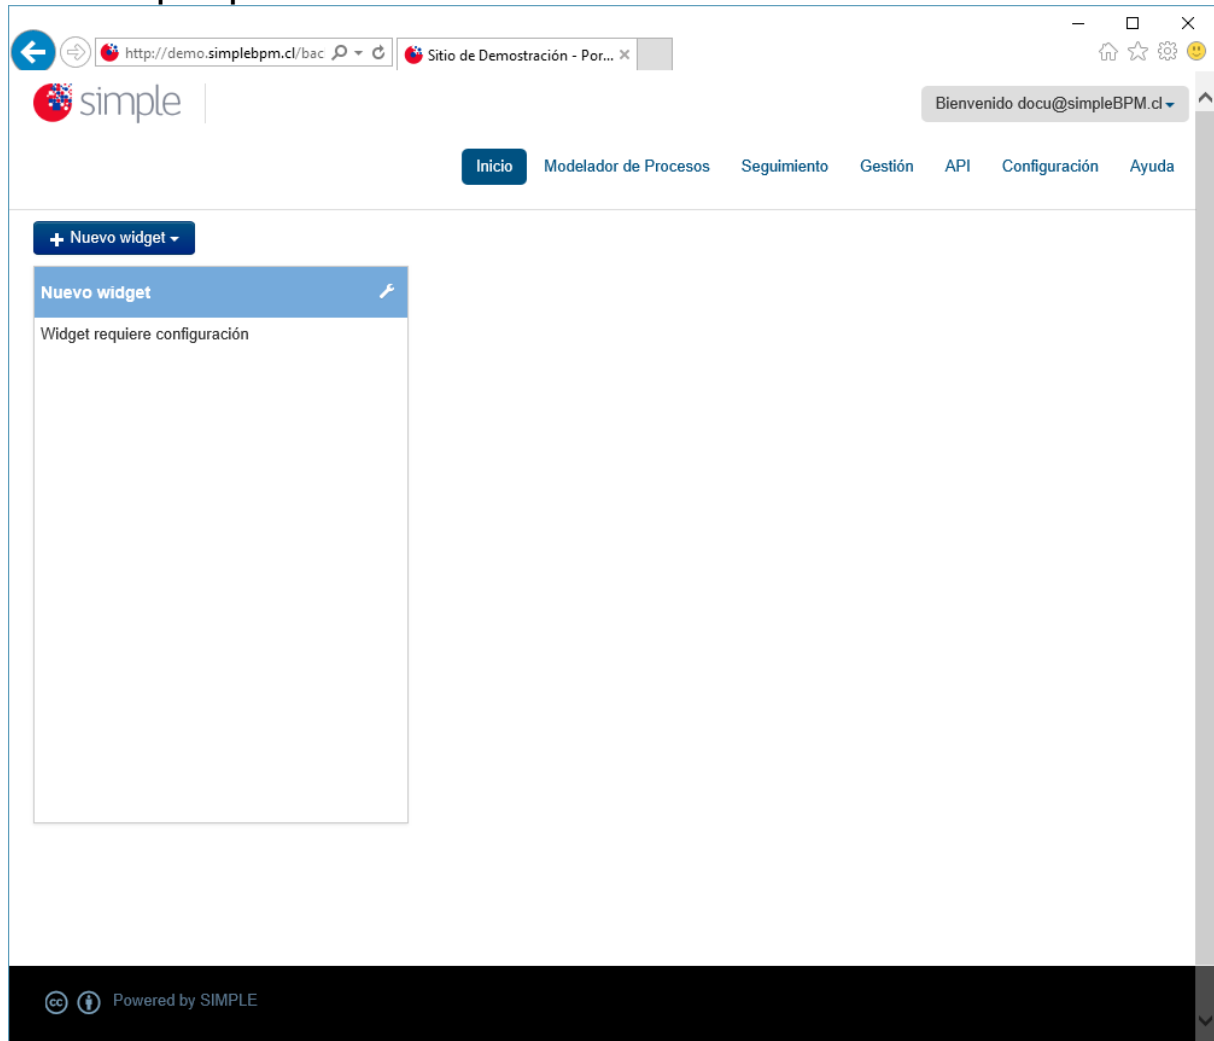 http://demo.simplebpm.cl/bac
Sitio de Demostración - Por...
simple
Bienvenido docu@simpleBPM.cl
Inicio Modelador de Procesos Seguimiento Gestión API Configuración Ayuda
+ Nuevo widget
Nuevo widget
Widget requiere configuración
cc Powered by SIMPLE